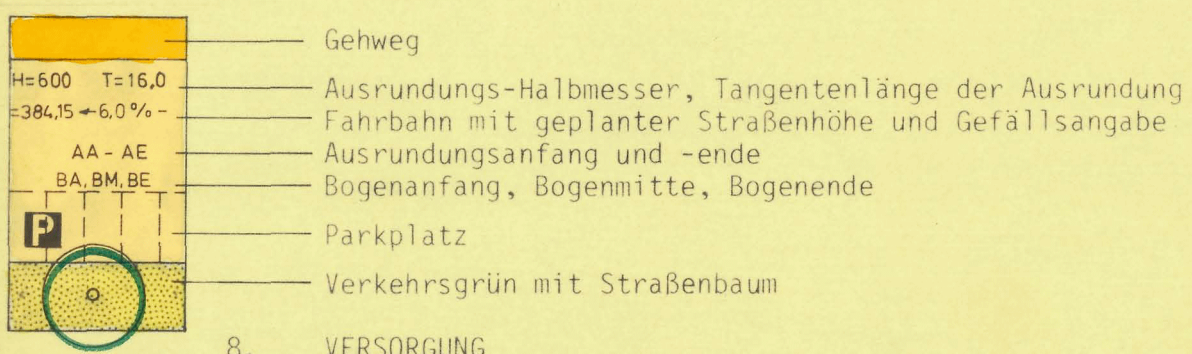 Gehweg
H=600 T=16,0
Ausrundungs-Halbmesser, Tangentenlänge der Ausrundung
=384,15 ←6,0% -
Fahrbahn mit geplanter Straßenhöhe und Gefällsangabe
AA - AE
Ausrundungsanfang und -ende
BA, BM, BE
Bogenanfang, Bogenmitte, Bogenende
P
Parkplatz
Verkehrsgrün mit Straßenbaum
8. VERSORGUNG